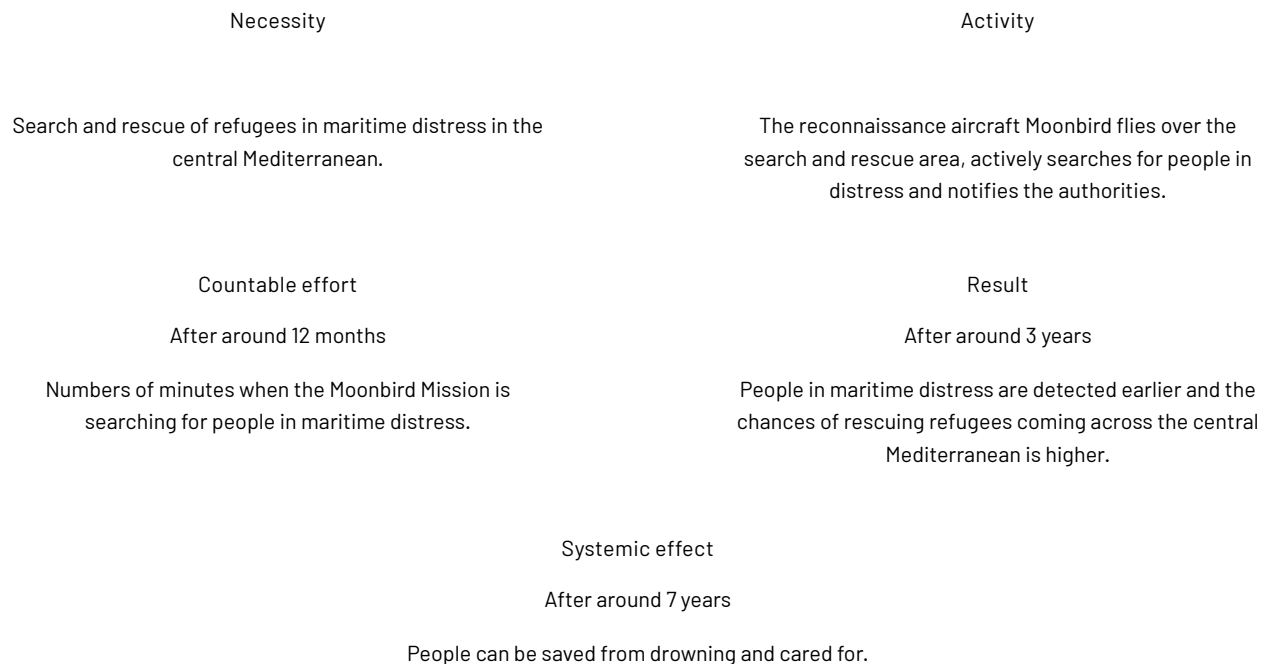 Necessity
Search and rescue of refugees in maritime distress in the
central Mediterranean.
Activity
The reconnaissance aircraft Moonbird flies over the
search and rescue area, actively searches for people in
distress and notifies the authorities.
Countable effort
After around 12 months
Numbers of minutes when the Moonbird Mission is
searching for people in maritime distress.
Result
After around 3 years
People in maritime distress are detected earlier and the
chances of rescuing refugees coming across the central
Mediterranean is higher.
Systemic effect
After around 7 years
People can be saved from drowning and cared for.